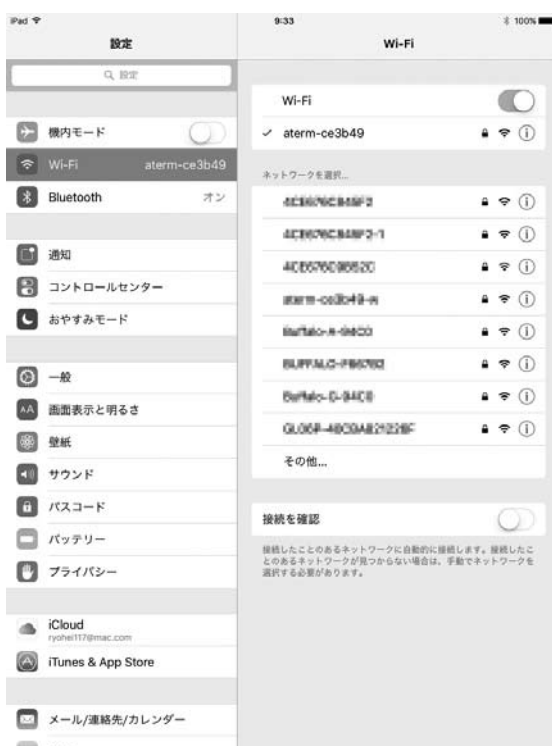 iPad
9:33
100%
設定
Wi-Fi
設定
機内モード
Wi-Fi
aterm-ce3b49
Bluetooth
オン
通知
コントロールセンター
おやすみモード
一般
AA
画面表示と明るさ
壁紙
サウンド
パスコード
バッテリー
プライバシー
iCloud
ryohei117@mac.com
iTunes & App Store
メール/連絡先/カレンダー
Wi-Fi
aterm-ce3b49
ネットワークを選択...
その他...
接続を確認
接続したことのあるネットワークに自動的に接続します。接続したこ
とのあるネットワークが見つからない場合は、手動でネットワークを
選択する必要があります。